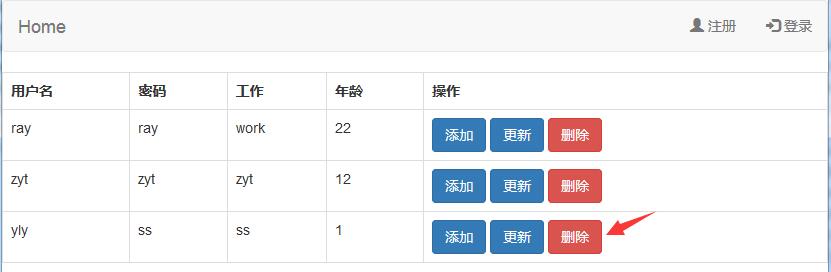 Home 注册 登录
用户名 密码 工作 年龄 操作
ray ray work 22 添加 更新 删除
zyt zyt zyt 12 添加 更新 删除
yly ss ss 1 添加 更新 删除